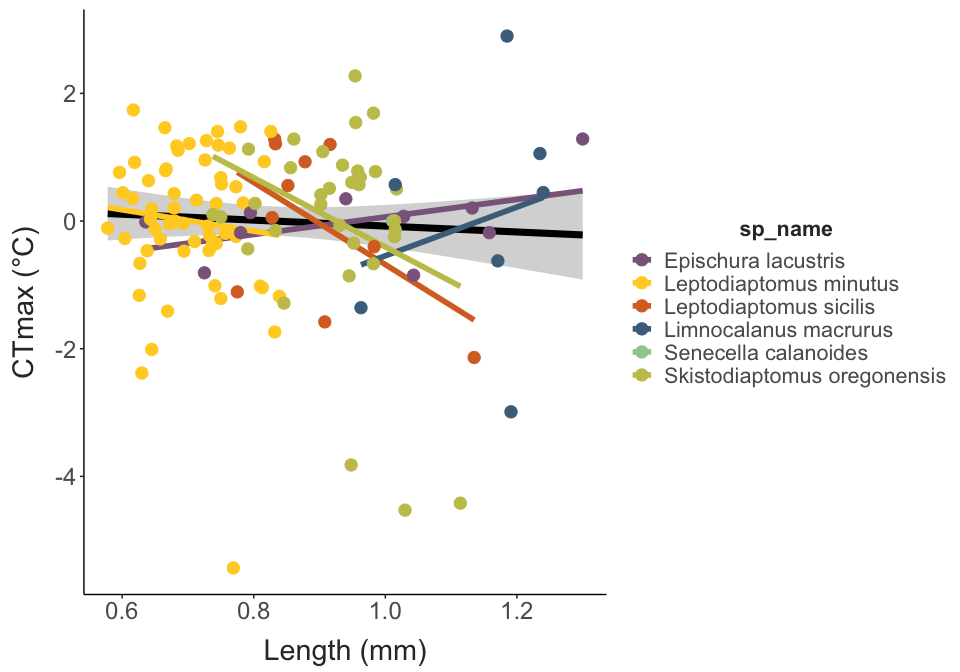 CTmax (°C)
2
0
-2
-4
0.6 0.8 1.0 1.2
Length (mm)
sp_name
Epischura lacustris
Leptodiaptomus minutus
Leptodiaptomus sicilis
Limnocalanus macrurus
Senecella calanoides
Skistodiaptomus oregonensis